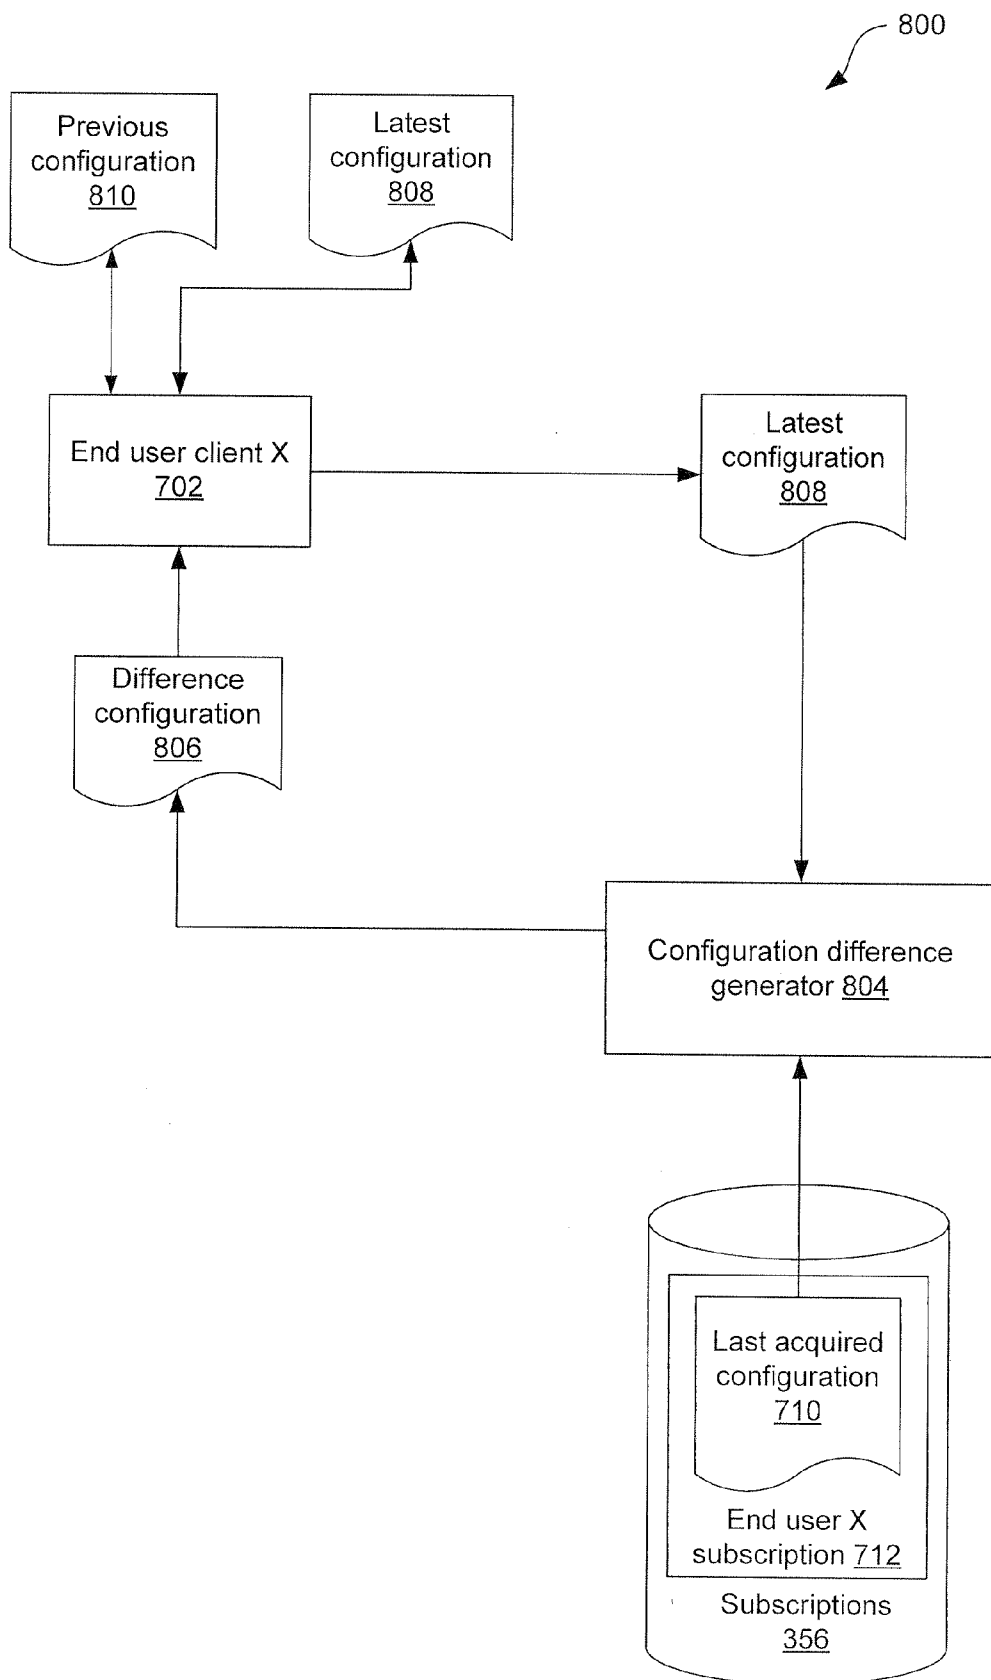 800
Previous
configuration
810
Latest
configuration
808
End user client X
702
Latest
configuration
808
Difference
configuration
806
Configuration difference
generator 804
Last acquired
configuration
710
End user X
subscription 712
Subscriptions
356